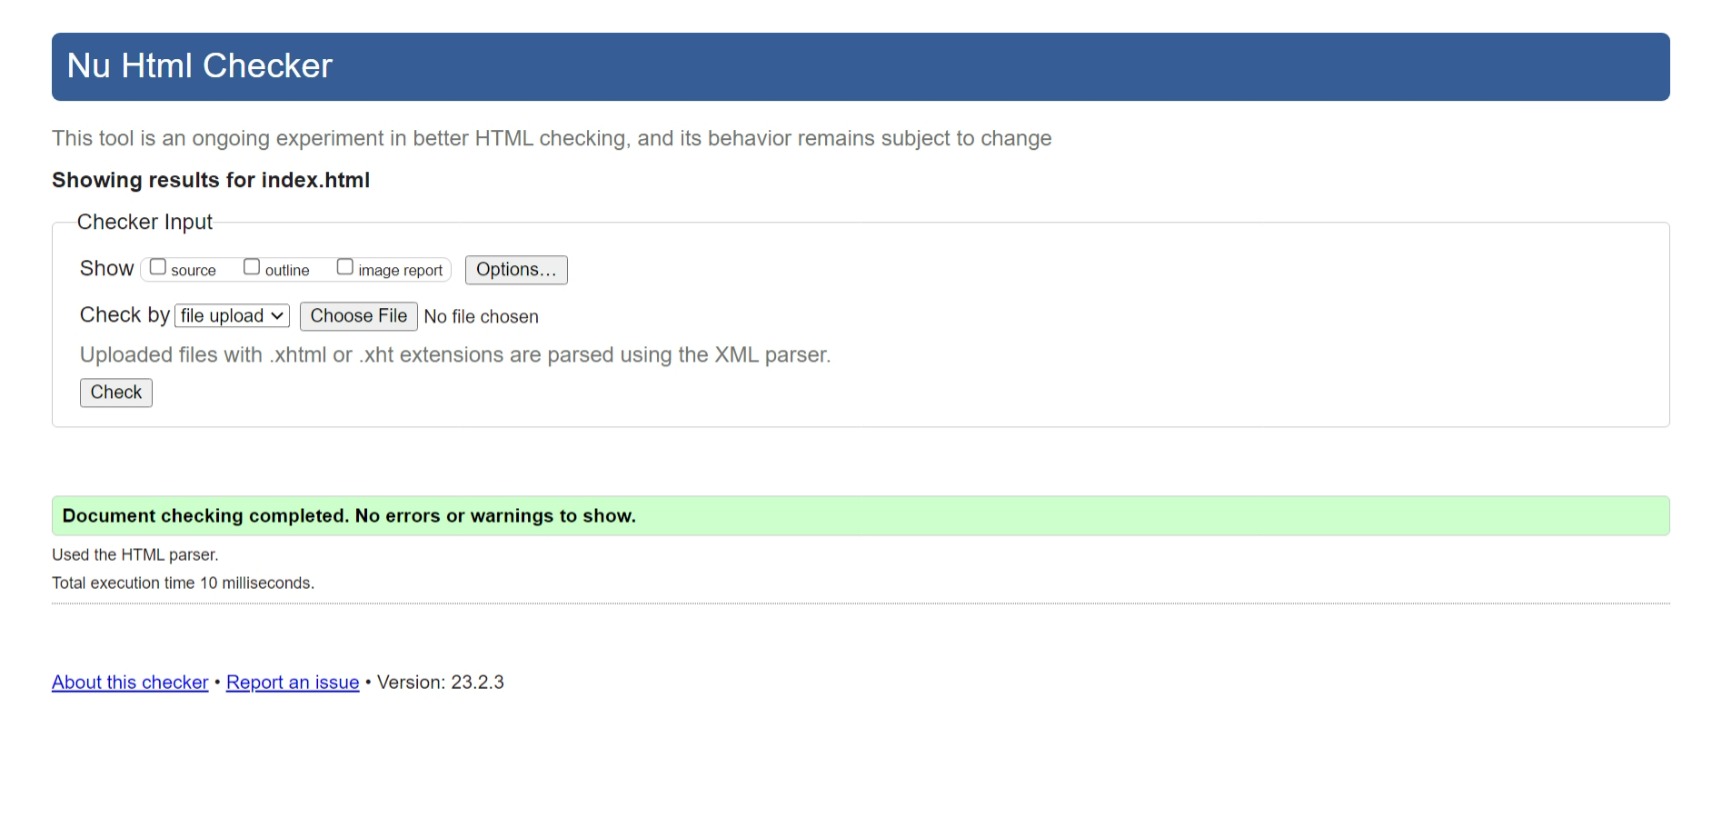 Nu Html Checker
This tool is an ongoing experiment in better HTML checking, and its behavior remains subject to change
Showing results for index.html
Checker Input
Show source outline image report Options...
Check by file upload Choose File No file chosen
Uploaded files with .xhtml or .xht extensions are parsed using the XML parser.
Check
Document checking completed. No errors or warnings to show.
Used the HTML parser.
Total execution time 10 milliseconds.
About this checker • Report an issue • Version: 23.2.3